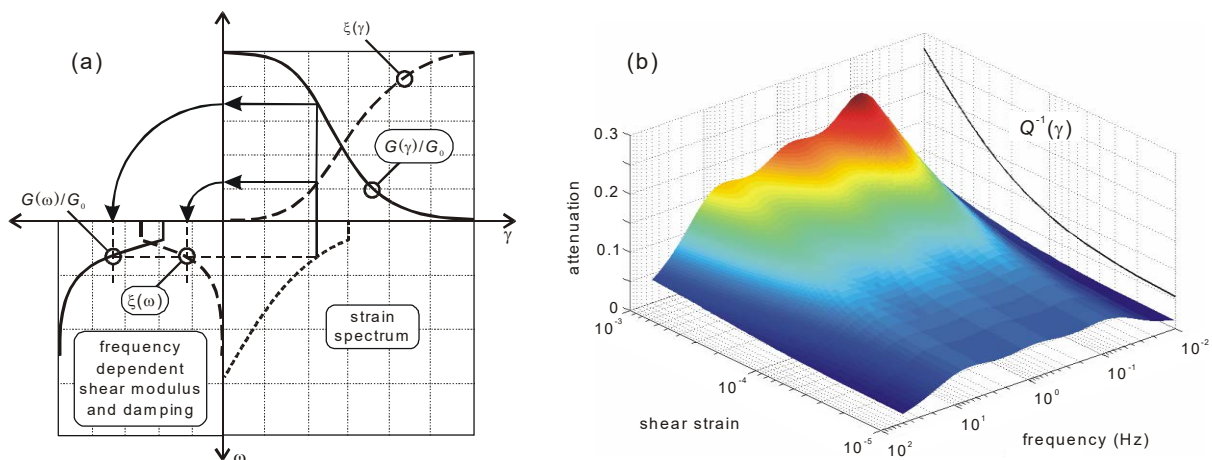 (a)
ξ(γ)
G(γ)/G₀
G(ω)/G₀
γ
ξ(ω)
strain
spectrum
frequency
dependent
shear modulus
and damping
ω
(b)
Q⁻¹(γ)
0.3
0.2
0.1
0
attenuation
10⁻³
10⁻⁴
10⁻⁵
shear strain
10²
10¹
10⁰
10⁻¹
10⁻²
frequency (Hz)